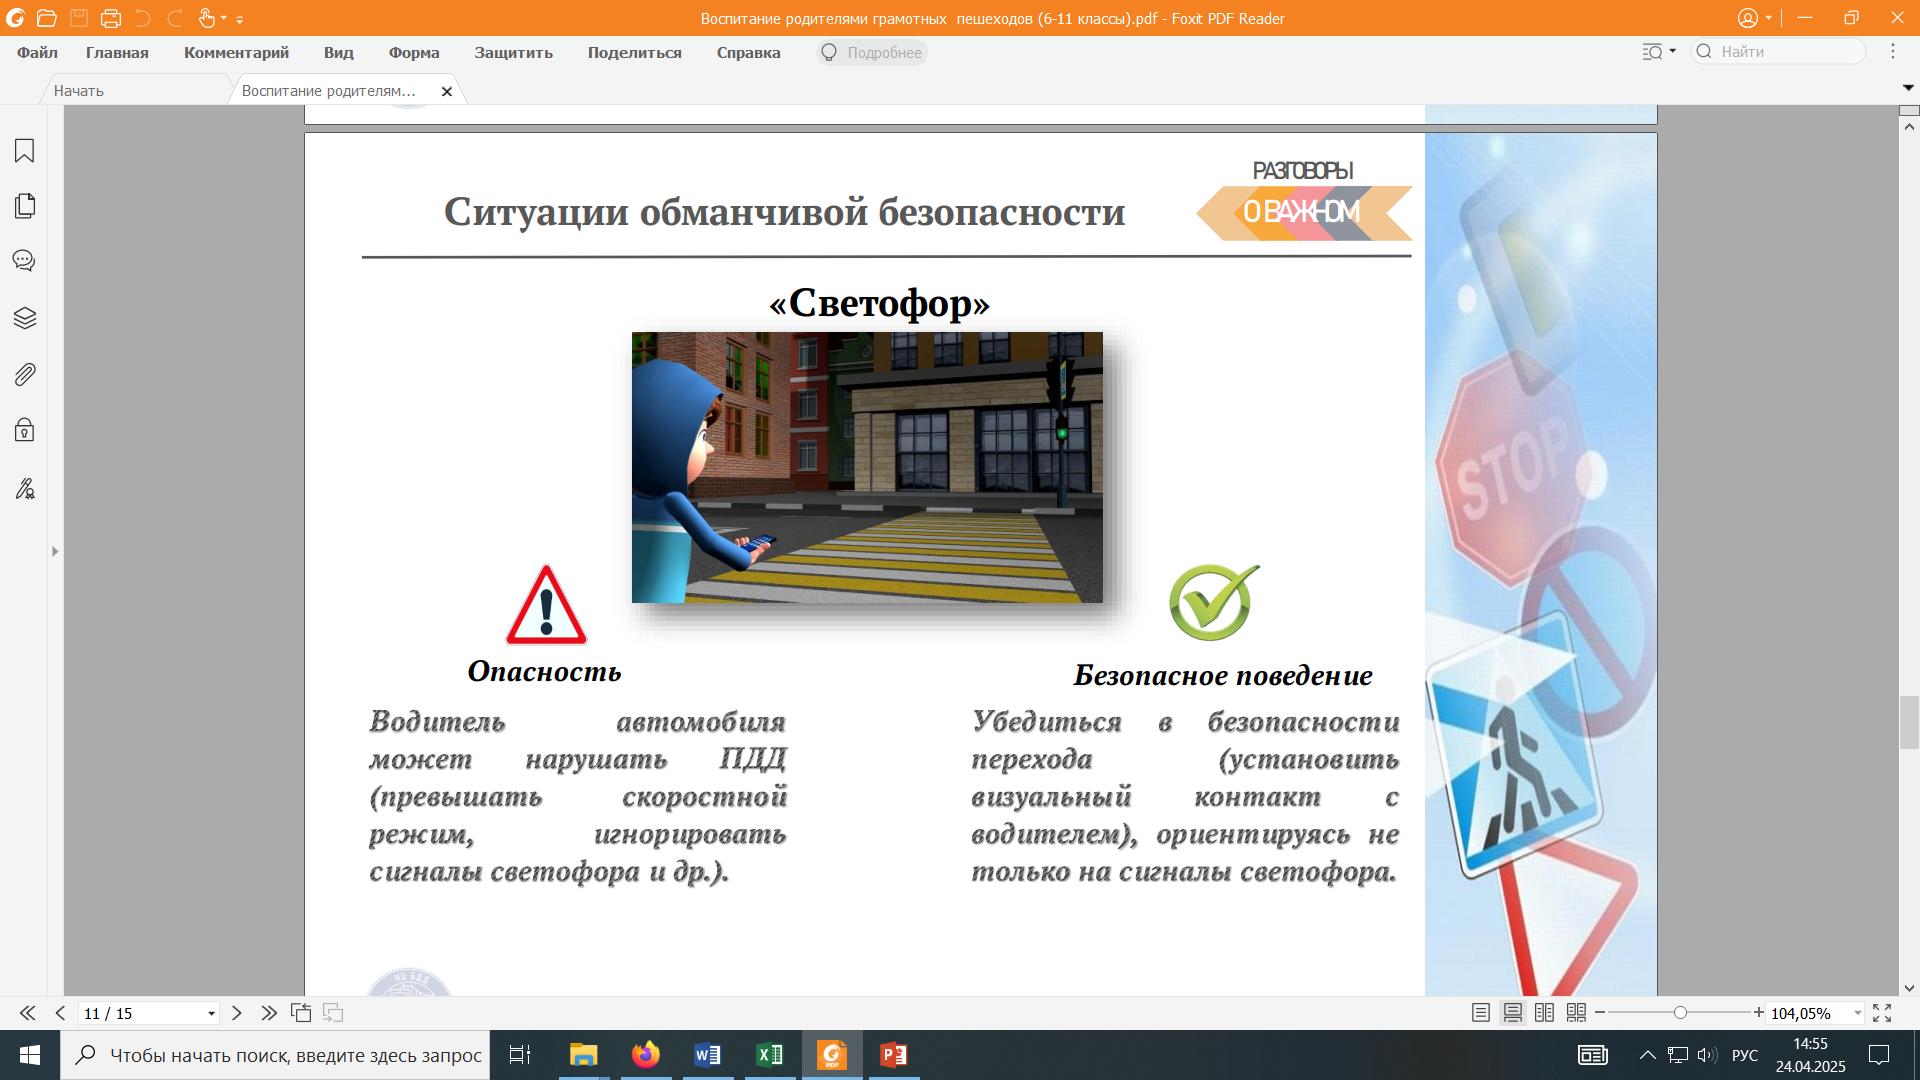 Воспитание родителями грамотных пешеходов (6-11 классы).pdf - Foxit PDF Reader
Файл Главная Комментарий Вид Форма Защитить Поделиться Справка Подробнее Найти
Начать Воспитание родителям...
РАЗГОВОРЫ
О ВАЖНОМ
Ситуации обманчивой безопасности
«Светофор»
STOP
Опасность
Водитель автомобиля
может нарушать ПДД
(превышать скоростной
режим, игнорировать
сигналы светофора и др.).
Безопасное поведение
Убедиться в безопасности
перехода (установить
визуальный контакт с
водителем), ориентируясь не
только на сигналы светофора.
НЦ БДД
11 / 15
104,05%
Чтобы начать поиск, введите здесь запрос
РУС
14:55
24.04.2025